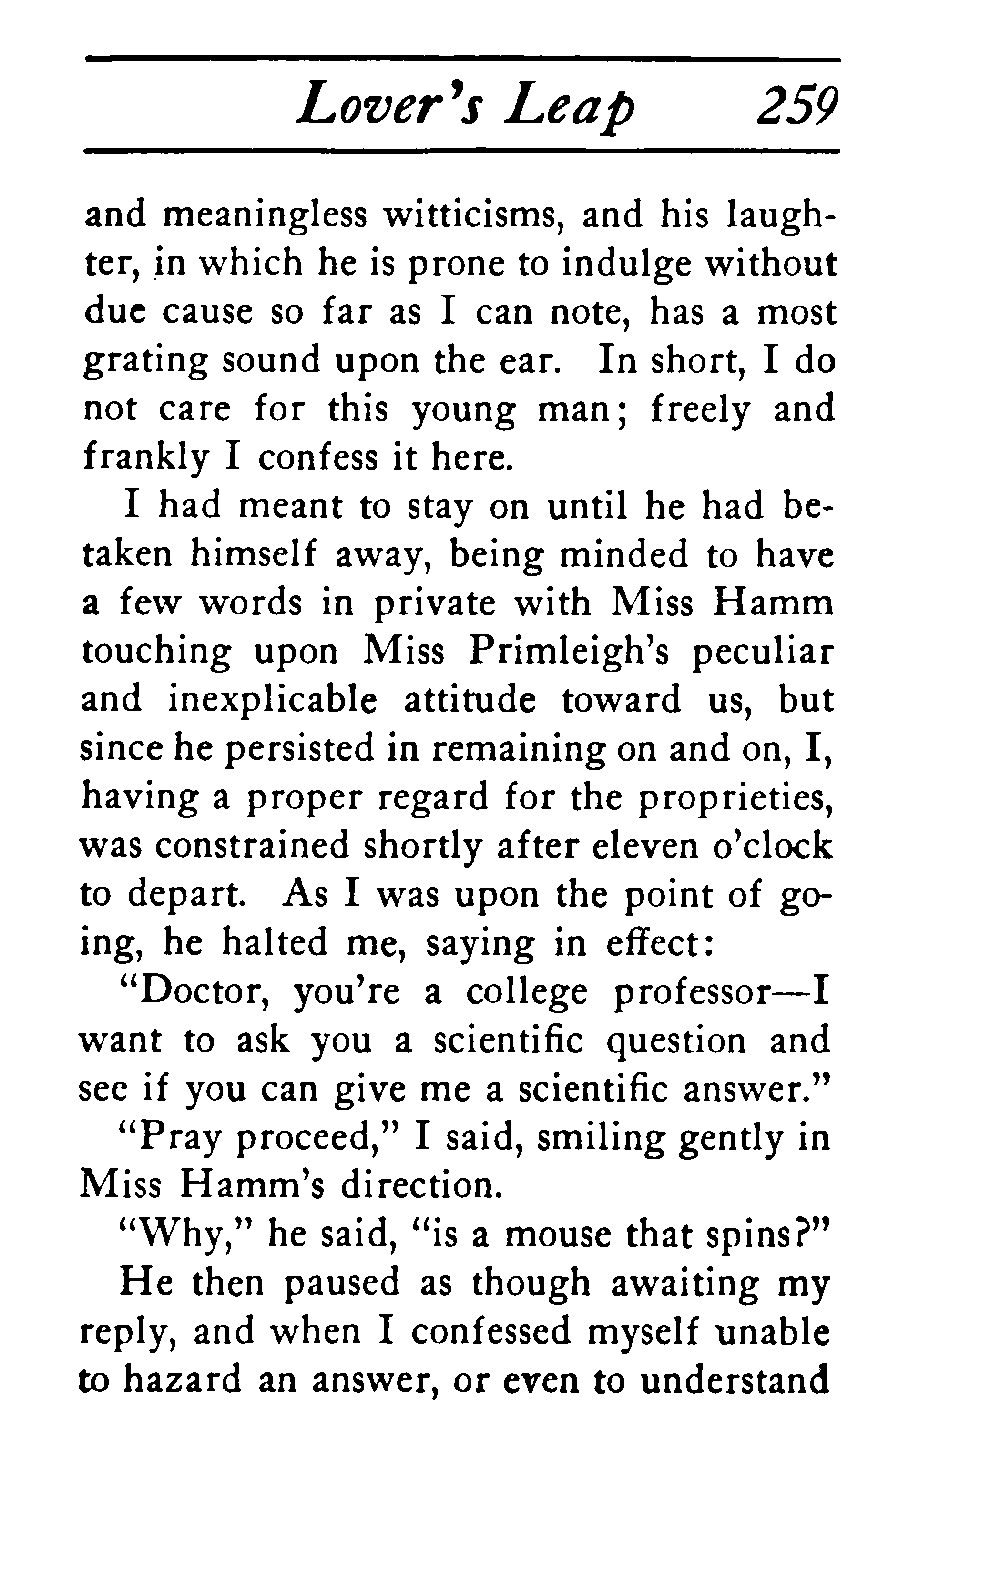 Lover's Leap 259
and meaningless witticisms, and his laugh-
ter, in which he is prone to indulge without
due cause so far as I can note, has a most
grating sound upon the ear. In short, I do
not care for this young man; freely and
frankly I confess it here.
I had meant to stay on until he had be-
taken himself away, being minded to have
a few words in private with Miss Hamm
touching upon Miss Primleigh's peculiar
and inexplicable attitude toward us, but
since he persisted in remaining on and on, I,
having a proper regard for the proprieties,
was constrained shortly after eleven o'clock
to depart. As I was upon the point of go-
ing, he halted me, saying in effect:
"Doctor, you're a college professor—I
want to ask you a scientific question and
see if you can give me a scientific answer."
"Pray proceed," I said, smiling gently in
Miss Hamm's direction.
"Why," he said, "is a mouse that spins?"
He then paused as though awaiting my
reply, and when I confessed myself unable
to hazard an answer, or even to understand